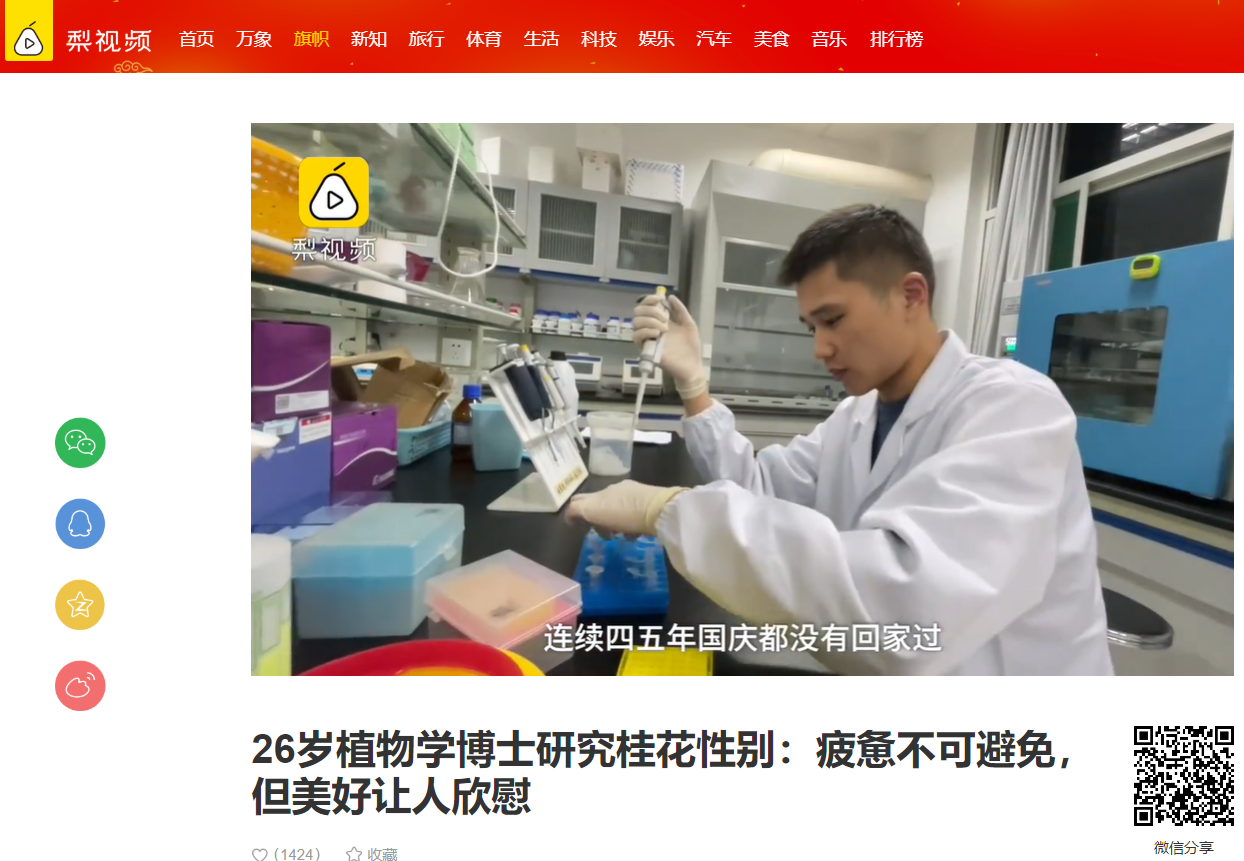 梨视频 首页 万象 旗帜 新知 旅行 体育 生活 科技 娱乐 汽车 美食 音乐 排行榜
梨视频
连续四五年国庆都没有回家过
26岁植物学博士研究桂花性别：疲惫不可避免，
但美好让人欣慰
(1424) 收藏
微信分享